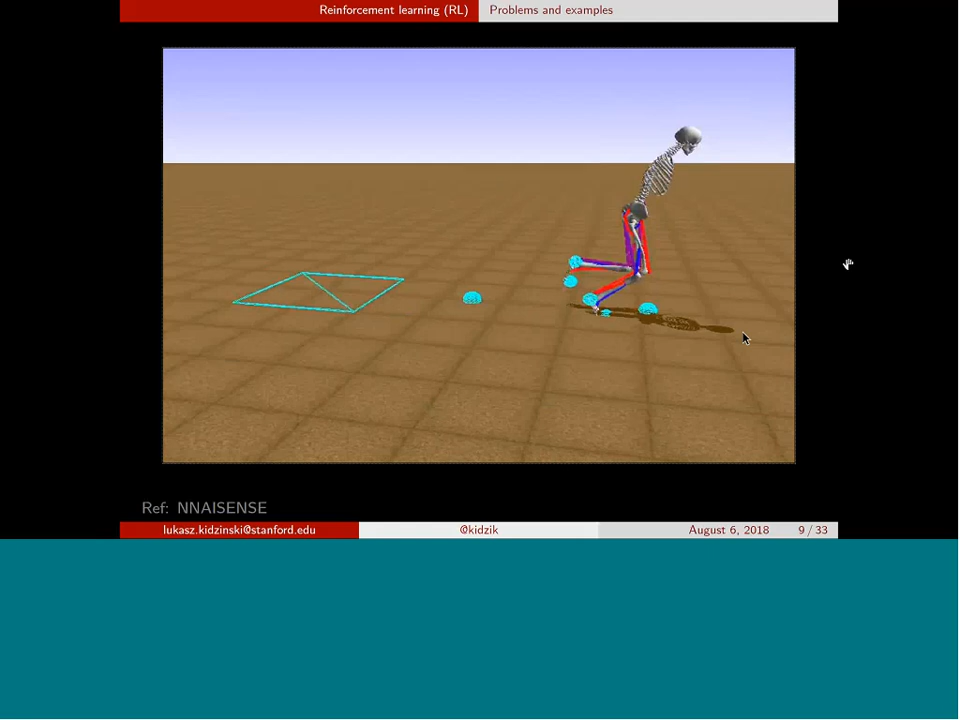 Reinforcement learning (RL) Problems and examples
Ref: NNAISENSE
lukasz.kidzinski@stanford.edu @kidzik August 6, 2018 9 / 33